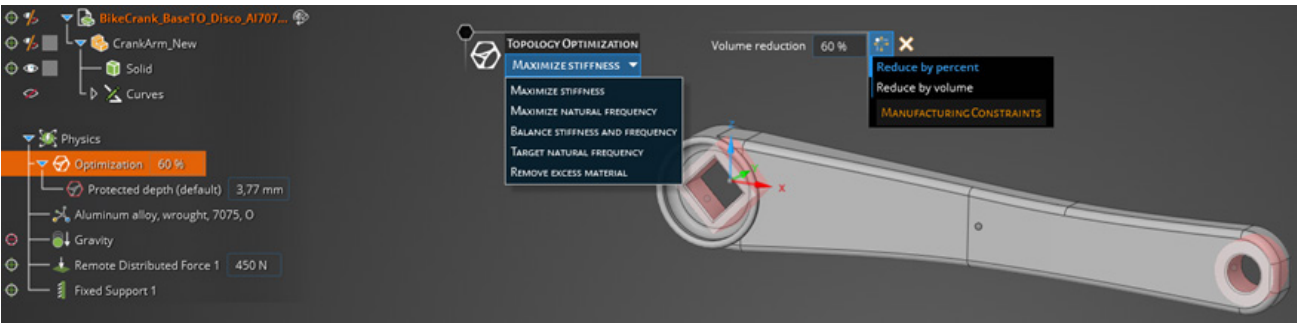 BikeCrank_BaseTO_Disco_Al707...
CrankArm_New
Solid
Curves
Physics
Optimization 60 %
Protected depth (default) 3,77 mm
Aluminum alloy, wrought, 7075, O
Gravity
Remote Distributed Force 1 450 N
Fixed Support 1
TOPOLOGY OPTIMIZATION
MAXIMIZE STIFFNESS
MAXIMIZE STIFFNESS
MAXIMIZE NATURAL FREQUENCY
BALANCE STIFFNESS AND FREQUENCY
TARGET NATURAL FREQUENCY
REMOVE EXCESS MATERIAL
Volume reduction 60 %
Reduce by percent
Reduce by volume
MANUFACTURING CONSTRAINTS
Z
Y
X